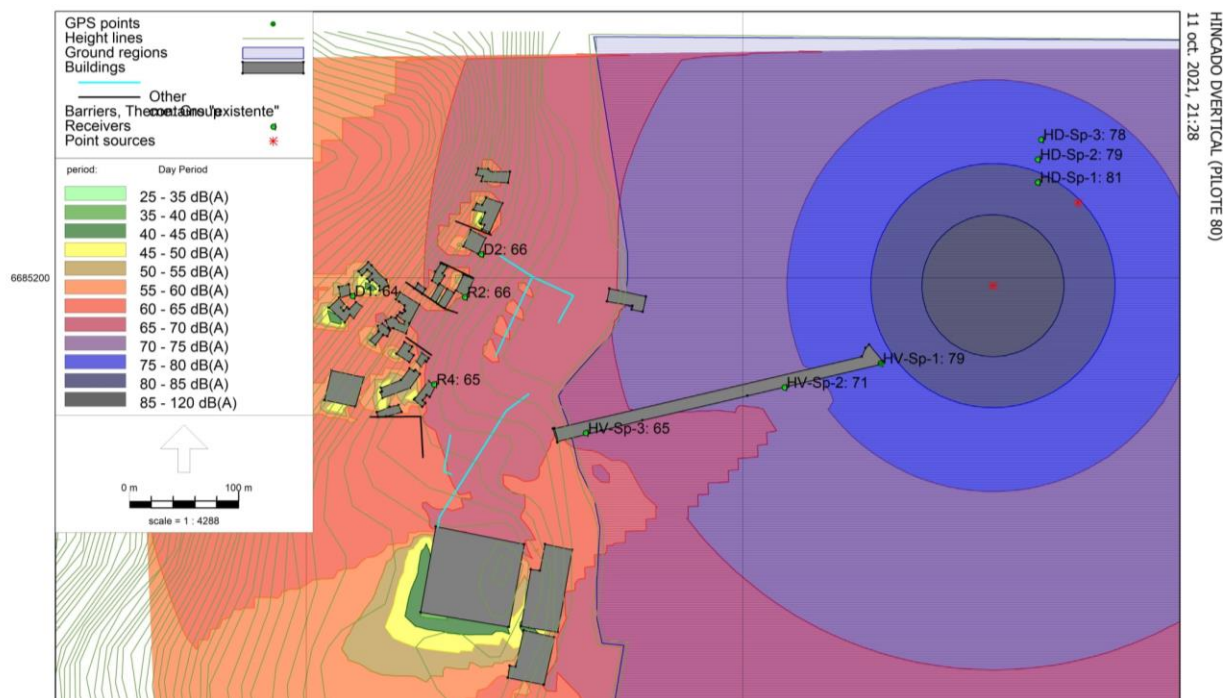 GPS points
Height lines
Ground regions
Buildings
Other
Barriers, Theme
Receivers
Point sources
period: Day Period
25 - 35 dB(A)
35 - 40 dB(A)
40 - 45 dB(A)
45 - 50 dB(A)
50 - 55 dB(A)
55 - 60 dB(A)
60 - 65 dB(A)
65 - 70 dB(A)
70 - 75 dB(A)
75 - 80 dB(A)
80 - 85 dB(A)
85 - 120 dB(A)
0 m 100 m
scale = 1 : 4288
6685200
HD-Sp-3: 78
HD-Sp-2: 79
HD-Sp-1: 81
D2: 66
D1: 64
R2: 66
HV-Sp-1: 79
R4: 65
HV-Sp-2: 71
HV-Sp-3: 65
HINCADO DVERTICAL (PILOTE 80)
11 oct. 2021, 21:28